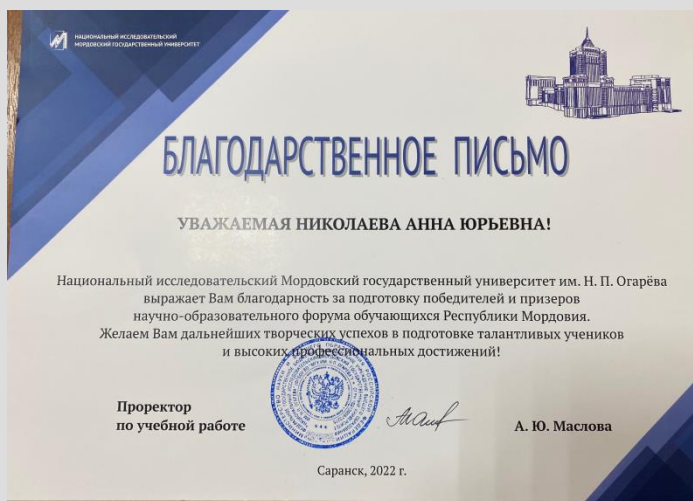 НАЦИОНАЛЬНЫЙ ИССЛЕДОВАТЕЛЬСКИЙ
МОРДОВСКИЙ ГОСУДАРСТВЕННЫЙ УНИВЕРСИТЕТ
БЛАГОДАРСТВЕННОЕ ПИСЬМО
УВАЖАЕМАЯ НИКОЛАЕВА АННА ЮРЬЕВНА!
Национальный исследовательский Мордовский государственный университет им. Н. П. Огарёва
выражает Вам благодарность за подготовку победителей и призеров
научно-образовательного форума обучающихся Республики Мордовия.
Желаем Вам дальнейших творческих успехов в подготовке талантливых учеников
и высоких профессиональных достижений!
Проректор
по учебной работе
А. Ю. Маслова
Саранск, 2022 г.